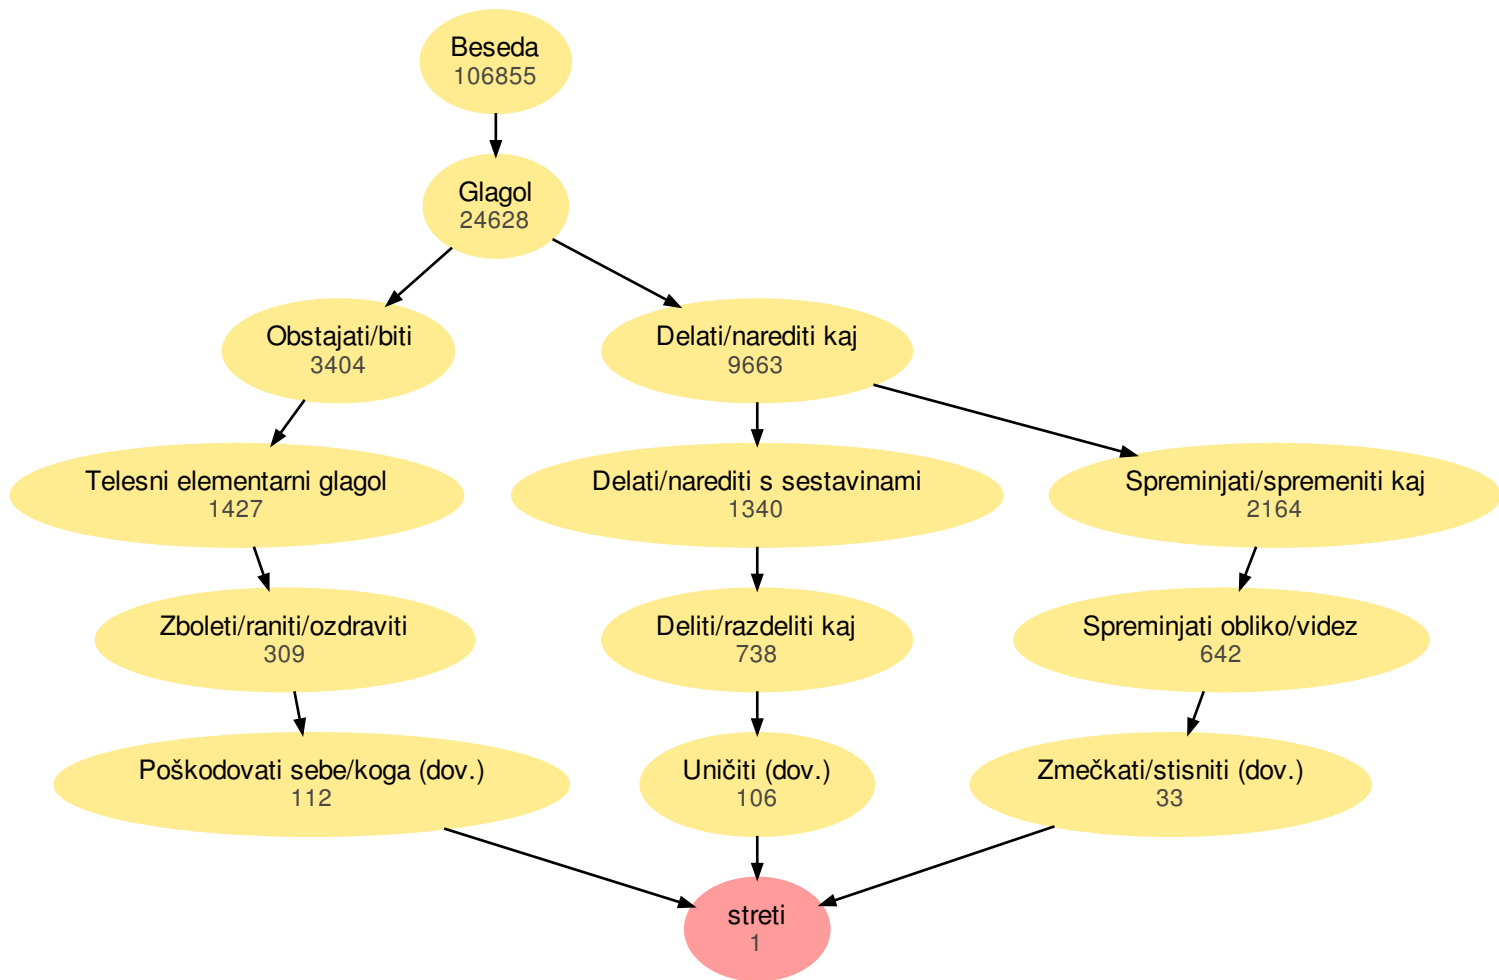 Beseda
106855
Glagol
24628
Obstajati/biti
3404
Delati/narediti kaj
9663
Telesni elementarni glagol
1427
Delati/narediti s sestavinami
1340
Spreminjati/spremeniti kaj
2164
Zboleti/raniti/ozdraviti
309
Deliti/razdeliti kaj
738
Spreminjati obliko/videz
642
Poškodovati sebe/koga (dov.)
112
Uničiti (dov.)
106
Zmečkati/stisniti (dov.)
33
streti
1